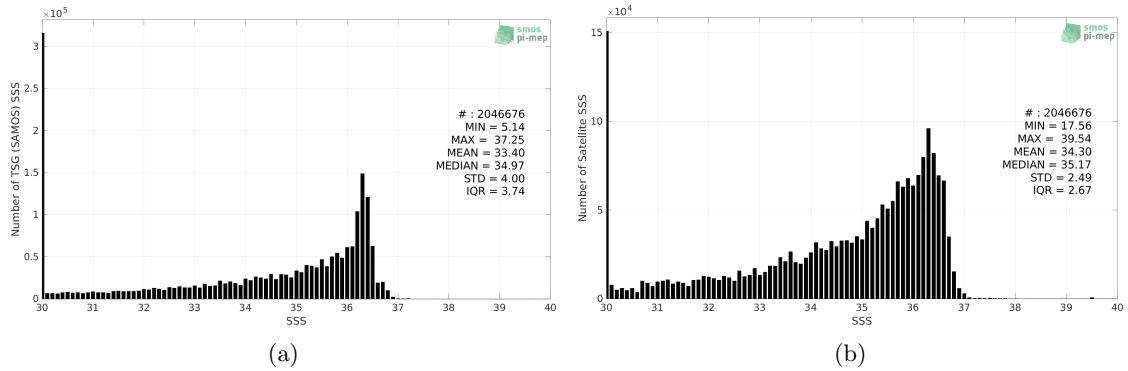 ×10⁵
3
2.5
2
1.5
1
0.5
0
Number of TSG (SAMOS) SSS
smos
pi-mep
# : 2046676
MIN = 5.14
MAX = 37.25
MEAN = 33.40
MEDIAN = 34.97
STD = 4.00
IQR = 3.74
30 31 32 33 34 35 36 37 38 39 40
SSS
(a)
×10⁴
15
10
5
0
Number of Satellite SSS
smos
pi-mep
# : 2046676
MIN = 17.56
MAX = 39.54
MEAN = 34.30
MEDIAN = 35.17
STD = 2.49
IQR = 2.67
30 31 32 33 34 35 36 37 38 39 40
SSS
(b)